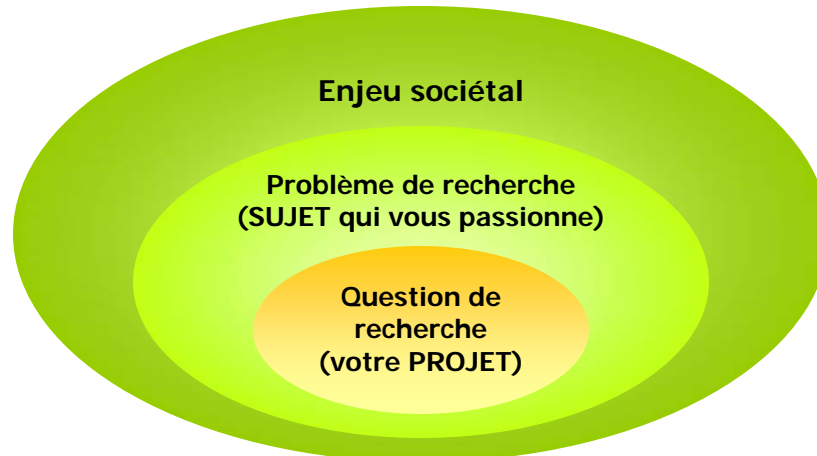 Enjeu sociétal
Problème de recherche
(SUJET qui vous passionne)
Question de
recherche
(votre PROJET)